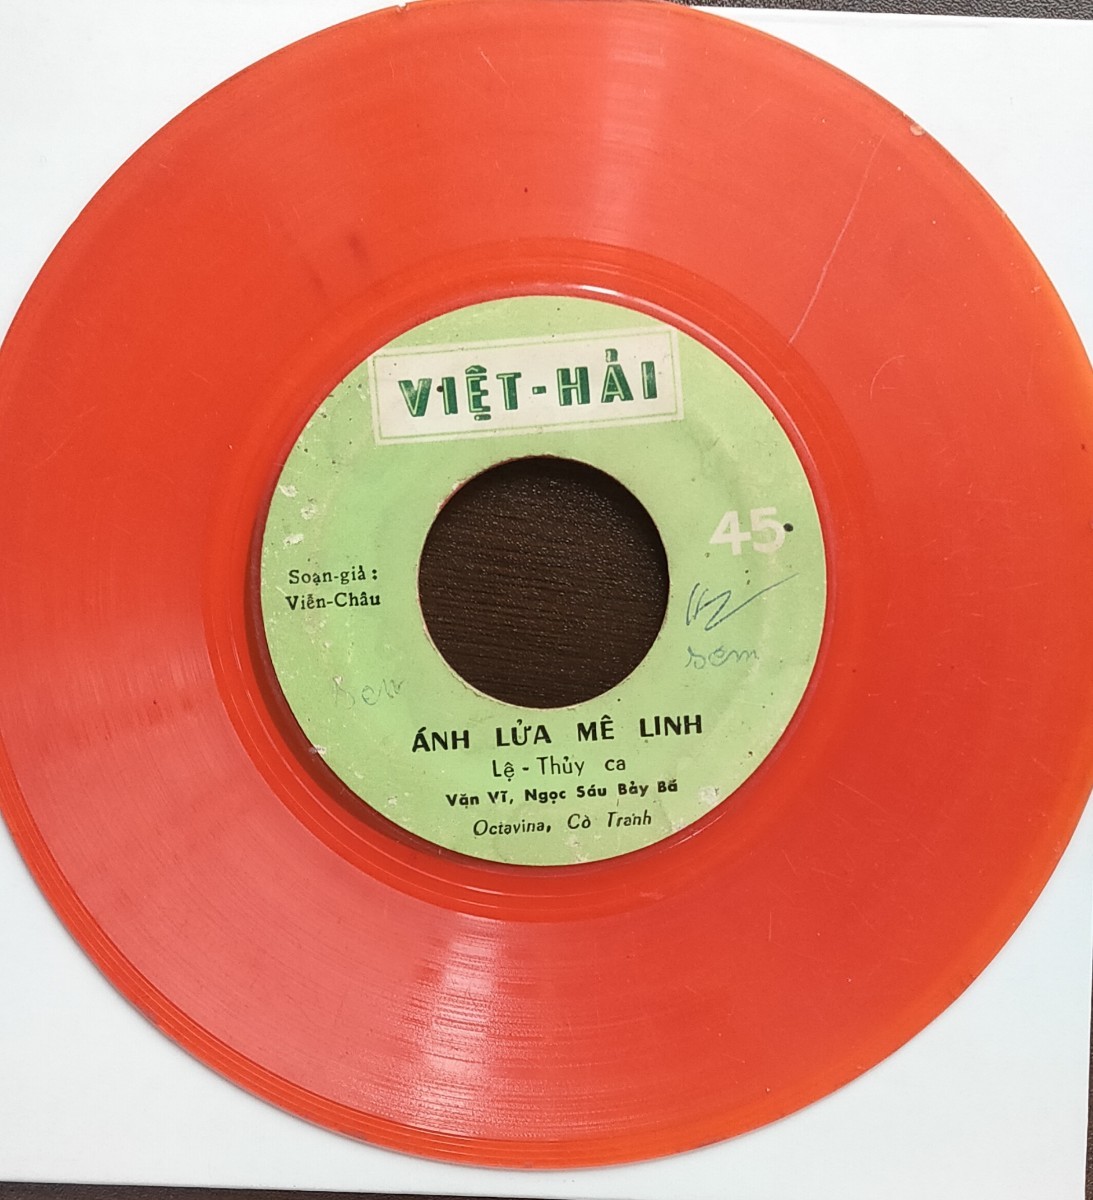 VIỆT-HẢI
45
Soạn-giả :
Viễn-Châu
ÁNH LỬA MÊ LINH
Lệ - Thủy ca
Văn Vĩ, Ngọc Sáu Bảy Bá
Octavina, Cò Tranh